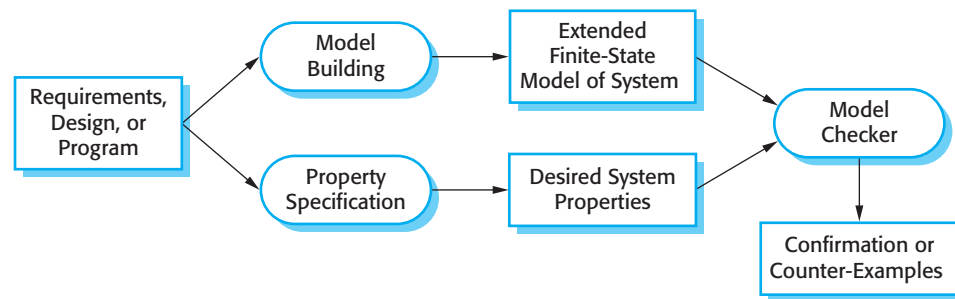 Requirements,
Design, or
Program
Model
Building
Extended
Finite-State
Model of System
Property
Specification
Desired System
Properties
Model
Checker
Confirmation or
Counter-Examples